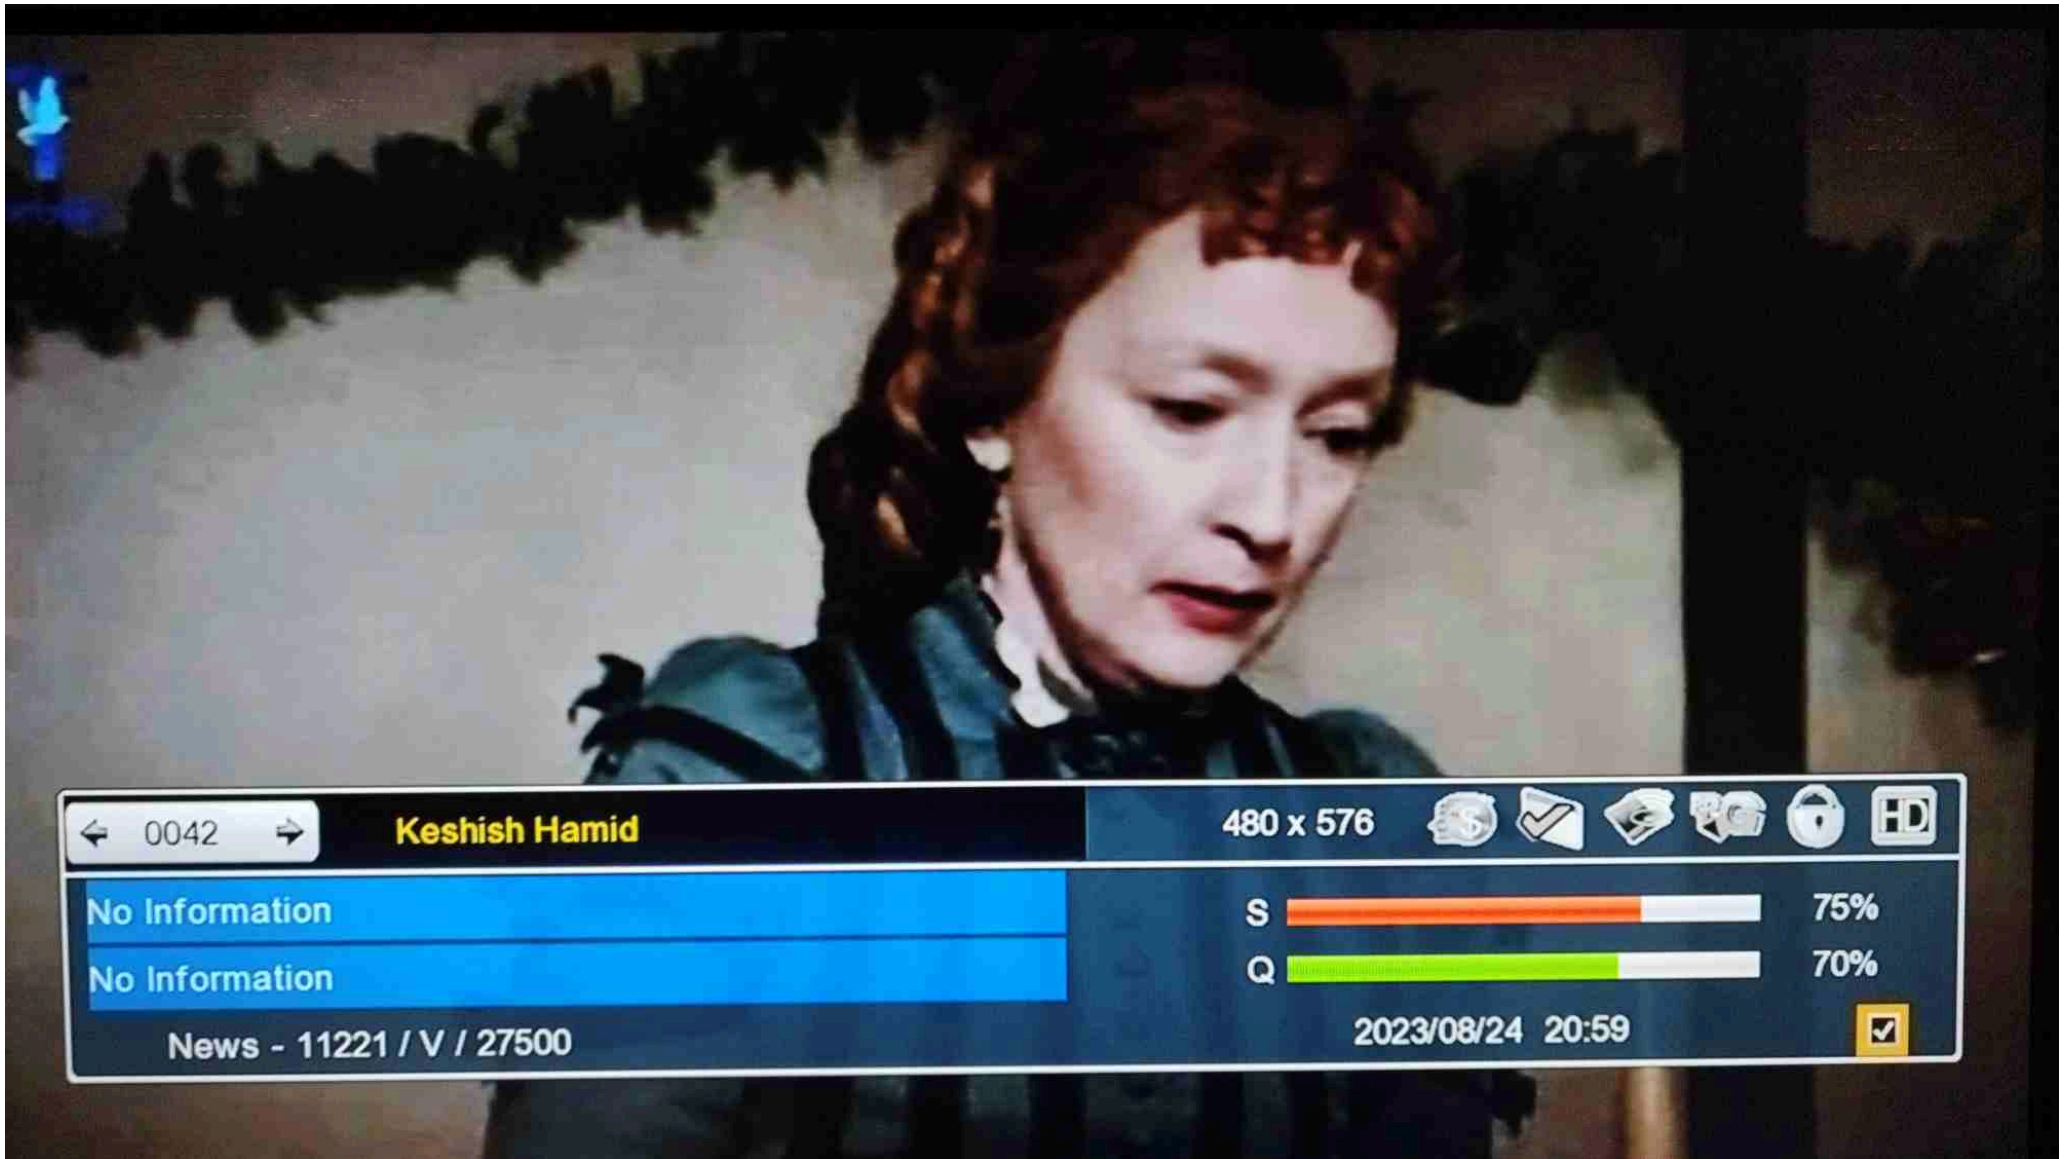 0042 Keshish Hamid 480 x 576 HD
No Information
S 75%
No Information
Q 70%
News - 11221 / V / 27500 2023/08/24 20:59